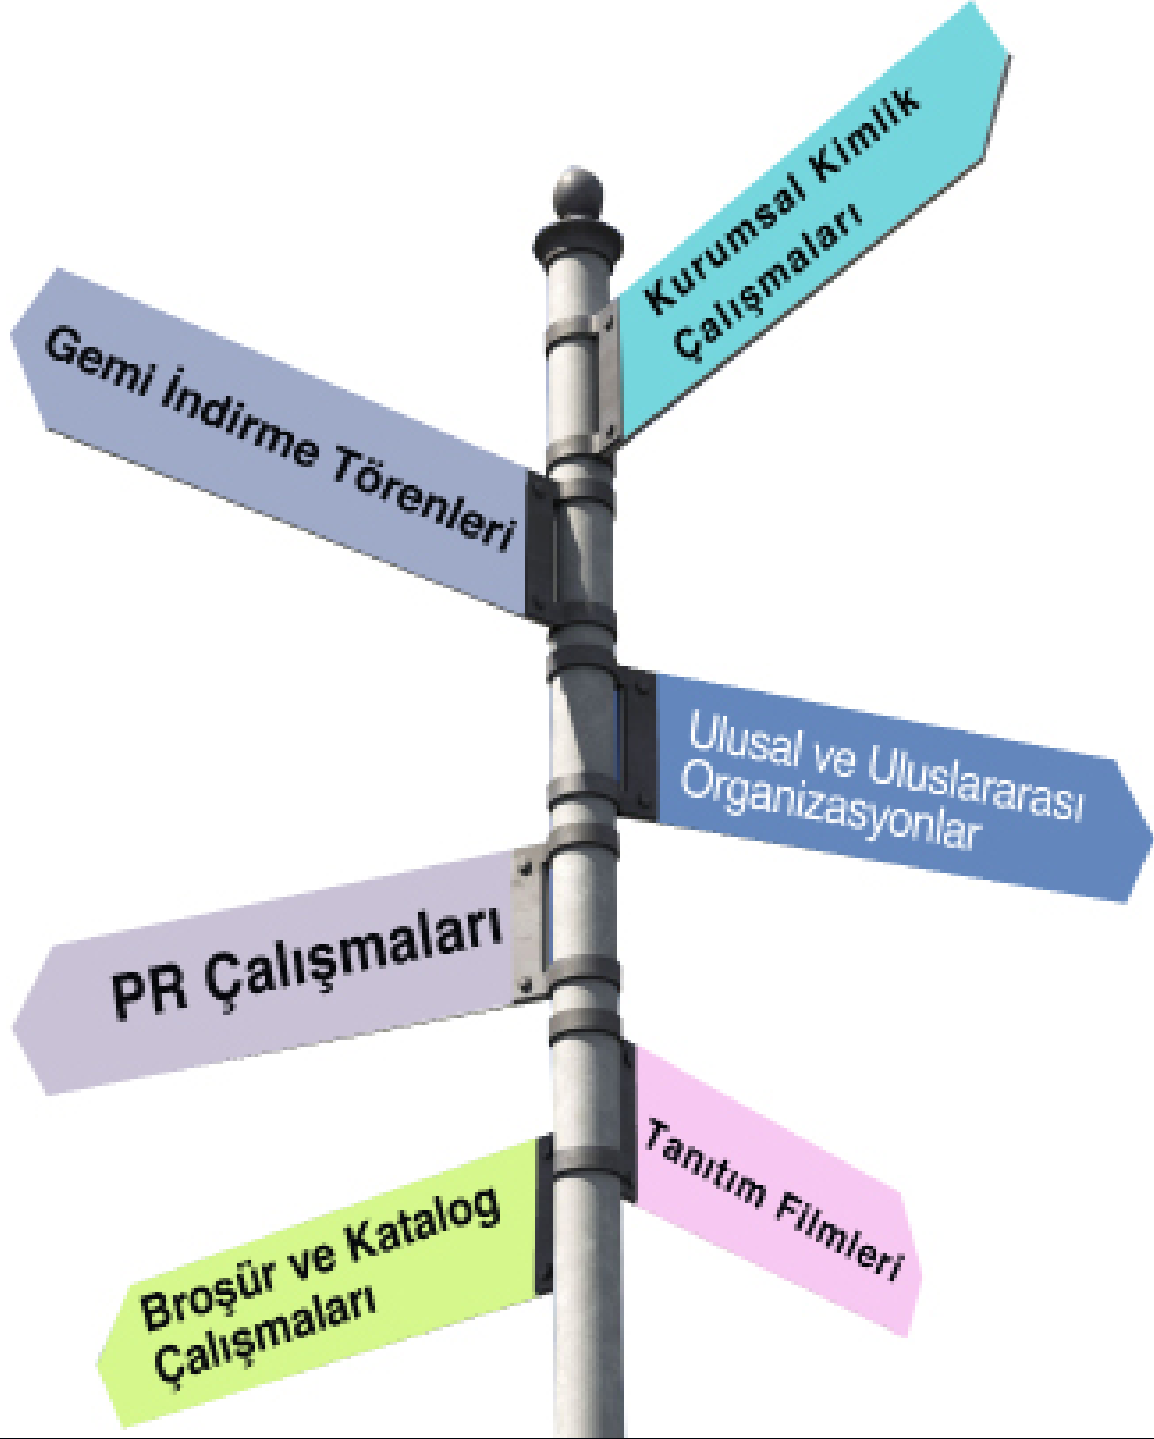 Kurumsal Kimlik
Çalışmaları
Gemi İndirme Törenleri
Ulusal ve Uluslararası
Organizasyonlar
PR Çalışmaları
Tanıtım Filmleri
Broşür ve Katalog
Çalışmaları